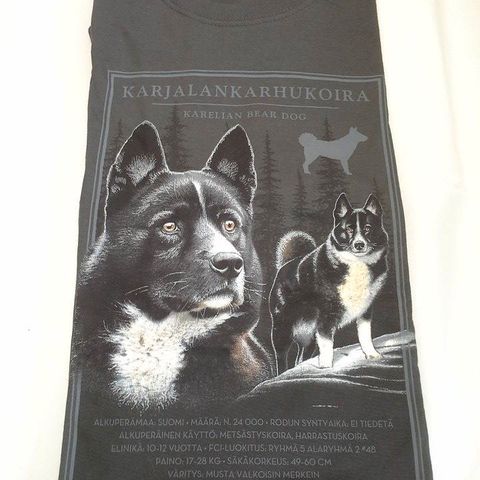 KARJALANKARHUKOIRA
KARELIAN BEAR DOG
ALKUPERÄMAA: SUOMI • MÄÄRÄ: N. 24 000 • RODUN SYNTYAIKA: EI TIEDETÄ
ALKUPERÄINEN KÄYTTÖ: METSÄSTYSKOIRA, HARRASTUSKOIRA
ELINIKÄ: 10-12 VUOTTA • FCI-LUOKITUS: RYHMÄ 5 ALARYHMÄ 2 #48
PAINO: 17-28 KG • SÄKÄKORKEUS: 49-60 CM
VÄRITYS: MUSTA VALKOISIN MERKEIN